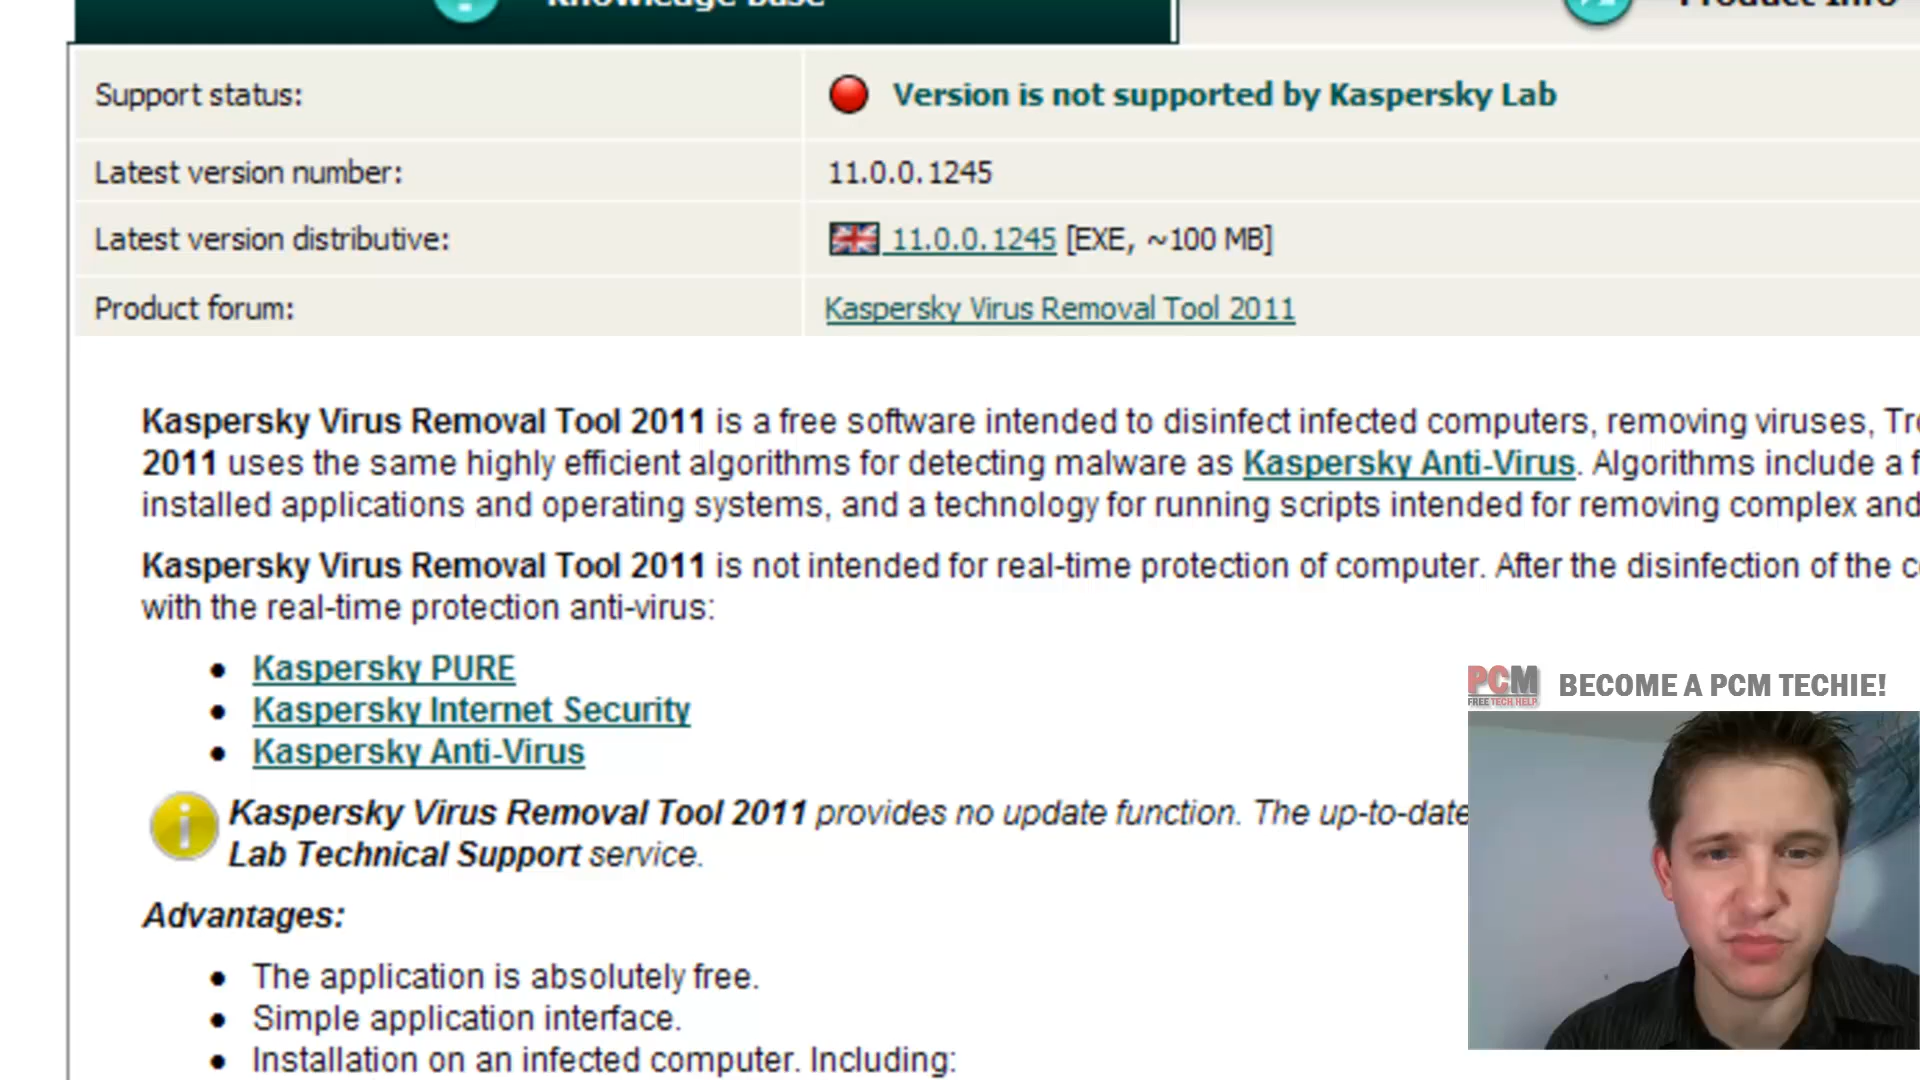 Knowledge Base
Product Info
Support status:
Version is not supported by Kaspersky Lab
Latest version number:
11.0.0.1245
Latest version distributive:
11.0.0.1245 [EXE, ~100 MB]
Product forum:
Kaspersky Virus Removal Tool 2011
Kaspersky Virus Removal Tool 2011 is a free software intended to disinfect infected computers, removing viruses,
2011 uses the same highly efficient algorithms for detecting malware as Kaspersky Anti-Virus. Algorithms include a
installed applications and operating systems, and a technology for running scripts intended for removing complex and
Kaspersky Virus Removal Tool 2011 is not intended for real-time protection of computer. After the disinfection of the
with the real-time protection anti-virus:
• Kaspersky PURE
• Kaspersky Internet Security
• Kaspersky Anti-Virus
Kaspersky Virus Removal Tool 2011 provides no update function. The up-to-date
Lab Technical Support service.
Advantages:
• The application is absolutely free.
• Simple application interface.
• Installation on an infected computer. Including:
PCM
FREE TECH HELP
BECOME A PCM TECHIE!